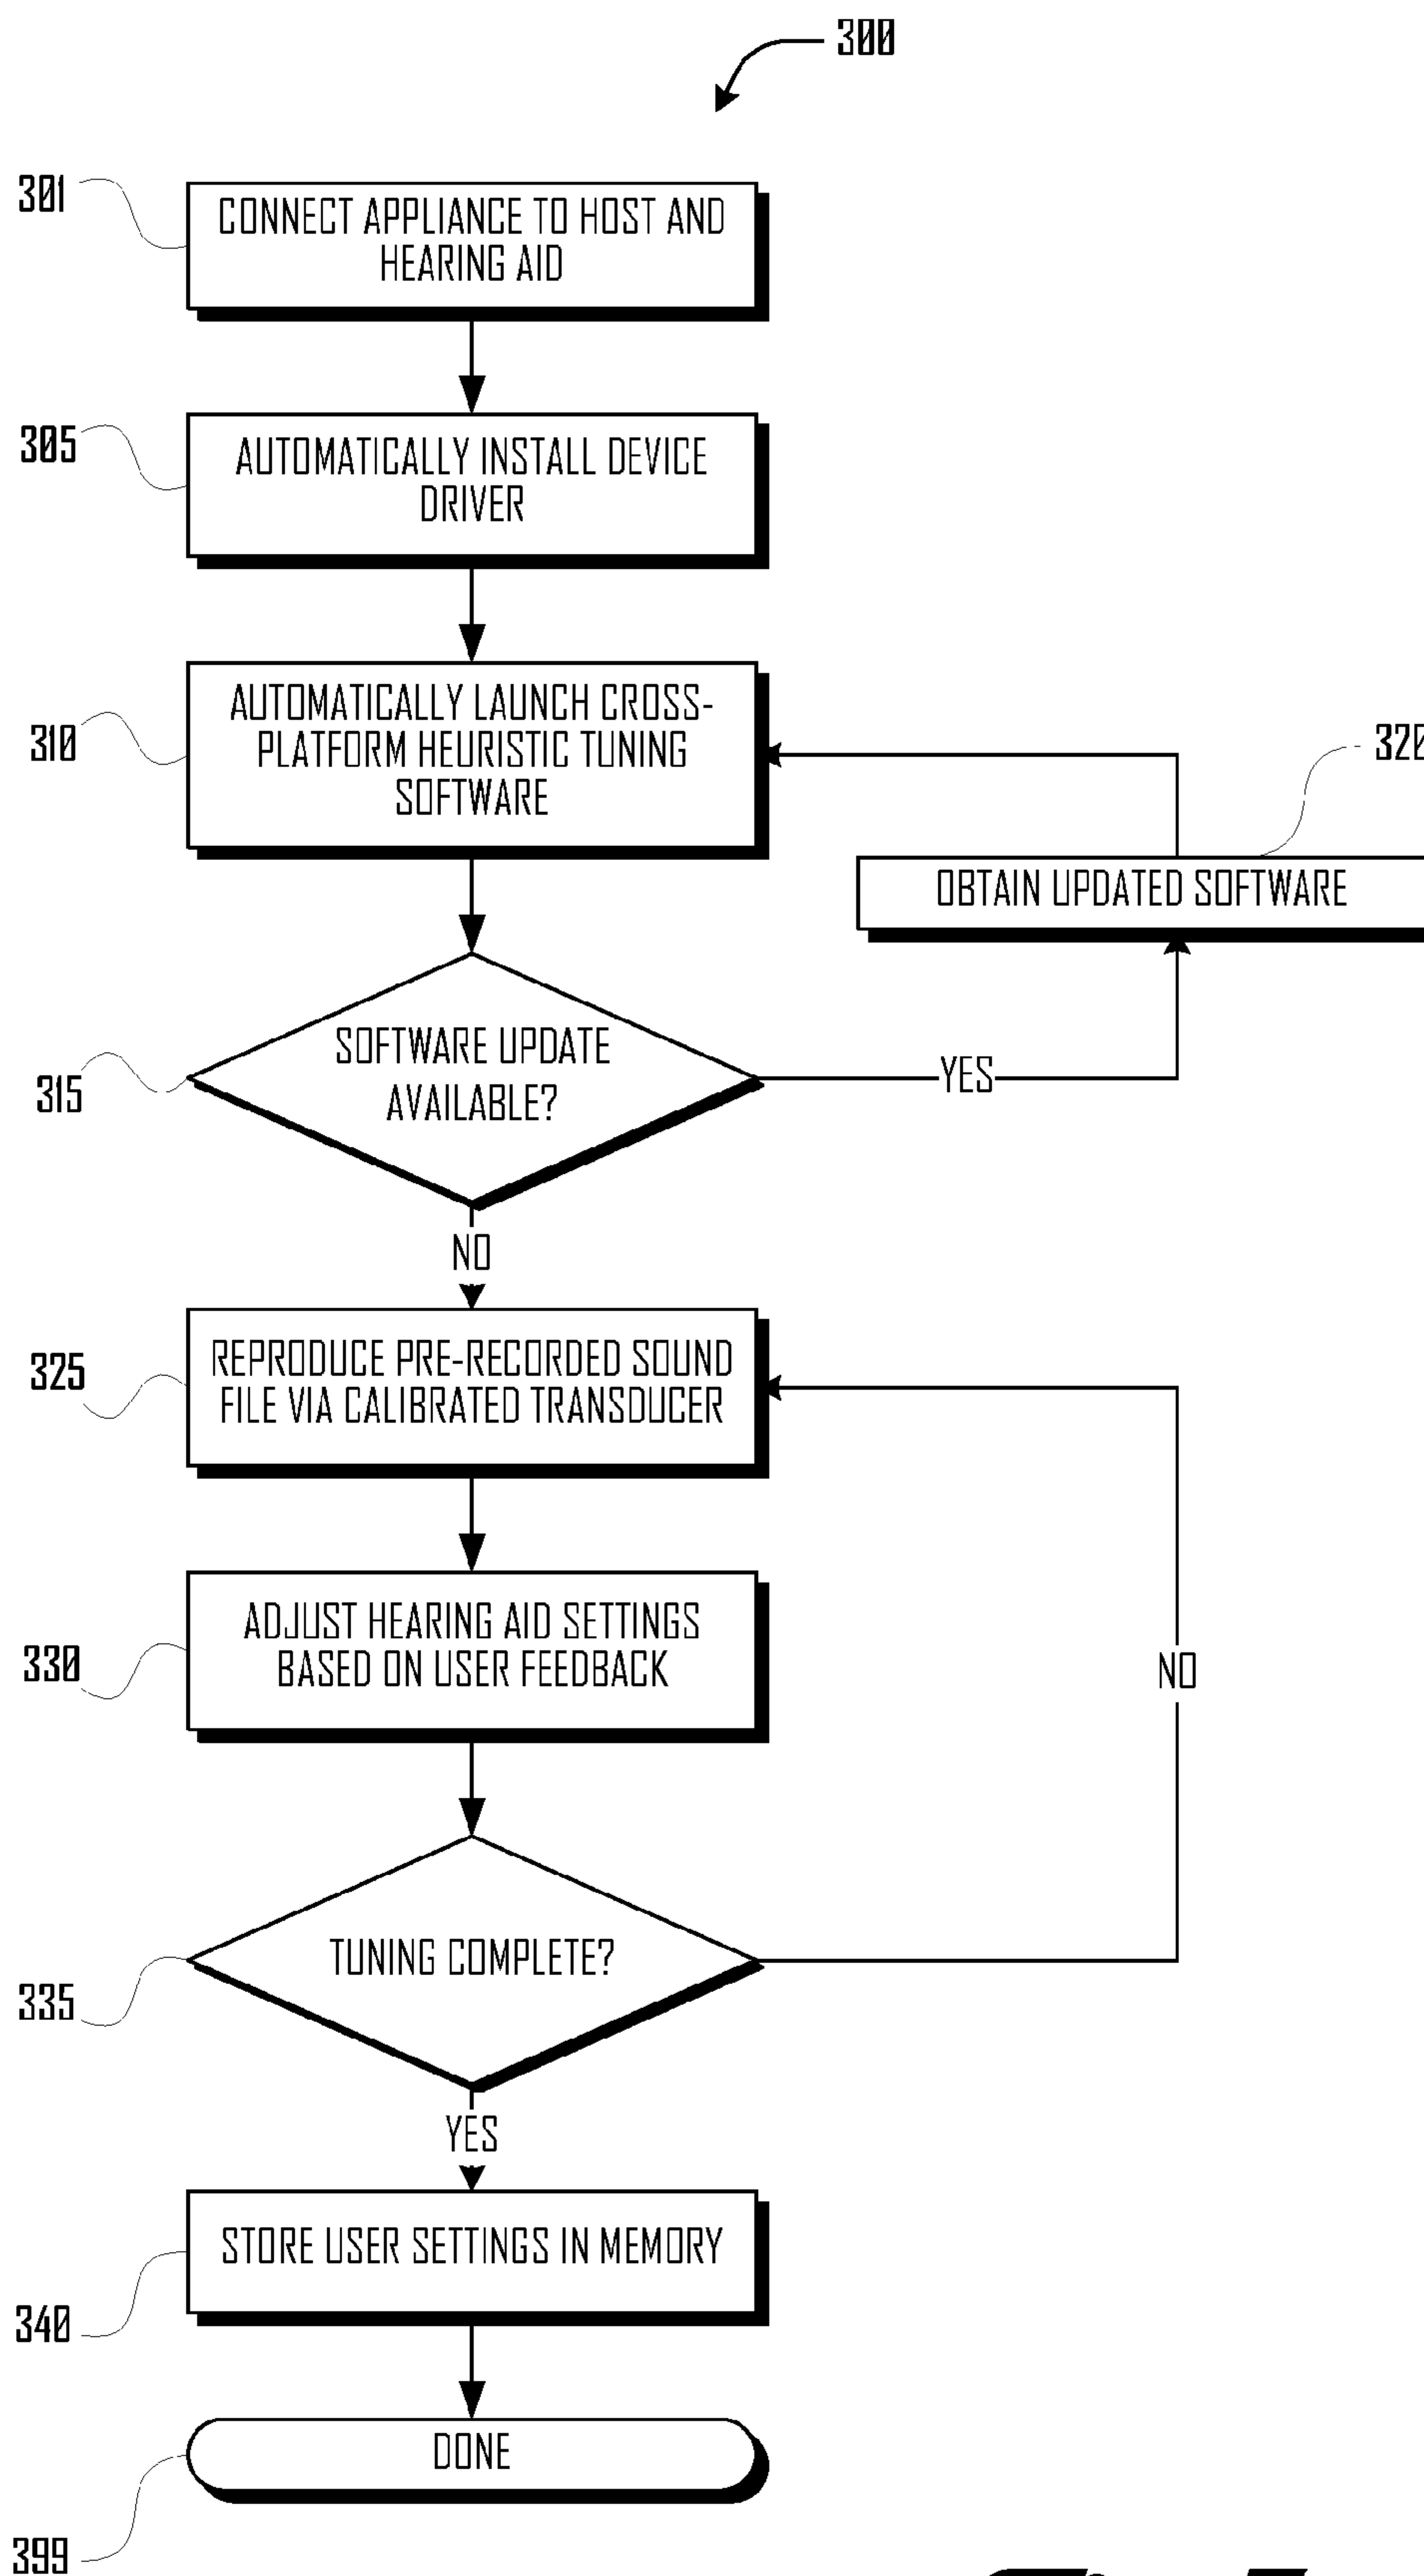 300
301
CONNECT APPLIANCE TO HOST AND
HEARING AID
305
AUTOMATICALLY INSTALL DEVICE
DRIVER
310
AUTOMATICALLY LAUNCH CROSS-
PLATFORM HEURISTIC TUNING
SOFTWARE
320
OBTAIN UPDATED SOFTWARE
315
SOFTWARE UPDATE
AVAILABLE?
YES
NO
325
REPRODUCE PRE-RECORDED SOUND
FILE VIA CALIBRATED TRANSDUCER
330
ADJUST HEARING AID SETTINGS
BASED ON USER FEEDBACK
NO
335
TUNING COMPLETE?
YES
340
STORE USER SETTINGS IN MEMORY
DONE
399